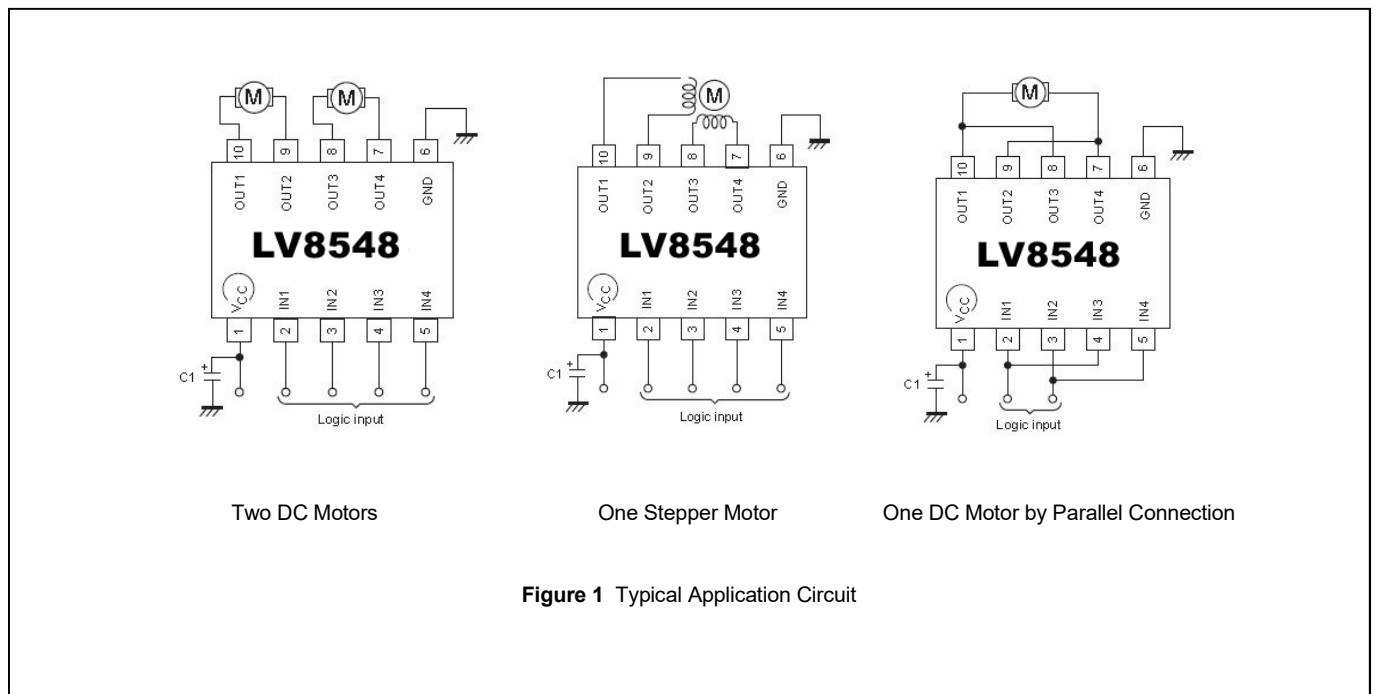 M M
10 9 8 7 6
OUT1 OUT2 OUT3 OUT4 GND
LV8548
VCC IN1 IN2 IN3 IN4
1 2 3 4 5
C1 +
Logic input
Two DC Motors
M
10 9 8 7 6
OUT1 OUT2 OUT3 OUT4 GND
LV8548
VCC IN1 IN2 IN3 IN4
1 2 3 4 5
C1 +
Logic input
One Stepper Motor
M
10 9 8 7 6
OUT1 OUT2 OUT3 OUT4 GND
LV8548
VCC IN1 IN2 IN3 IN4
1 2 3 4 5
C1 +
Logic input
One DC Motor by Parallel Connection
Figure 1 Typical Application Circuit